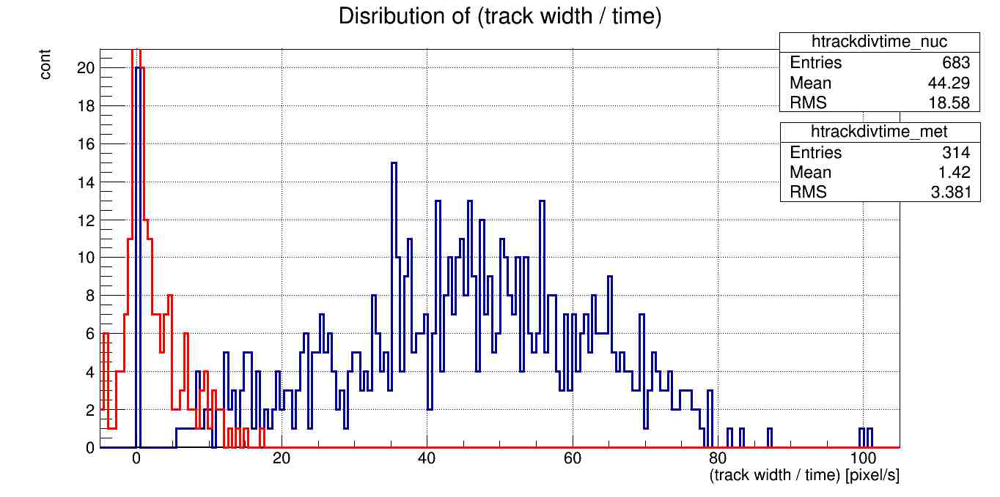 Disribution of (track width / time)
cont
htrackdivtime_nuc
Entries 683
Mean 44.29
RMS 18.58
htrackdivtime_met
Entries 314
Mean 1.42
RMS 3.381
20
18
16
14
12
10
8
6
4
2
0
0 20 40 60 80 100
(track width / time) [pixel/s]